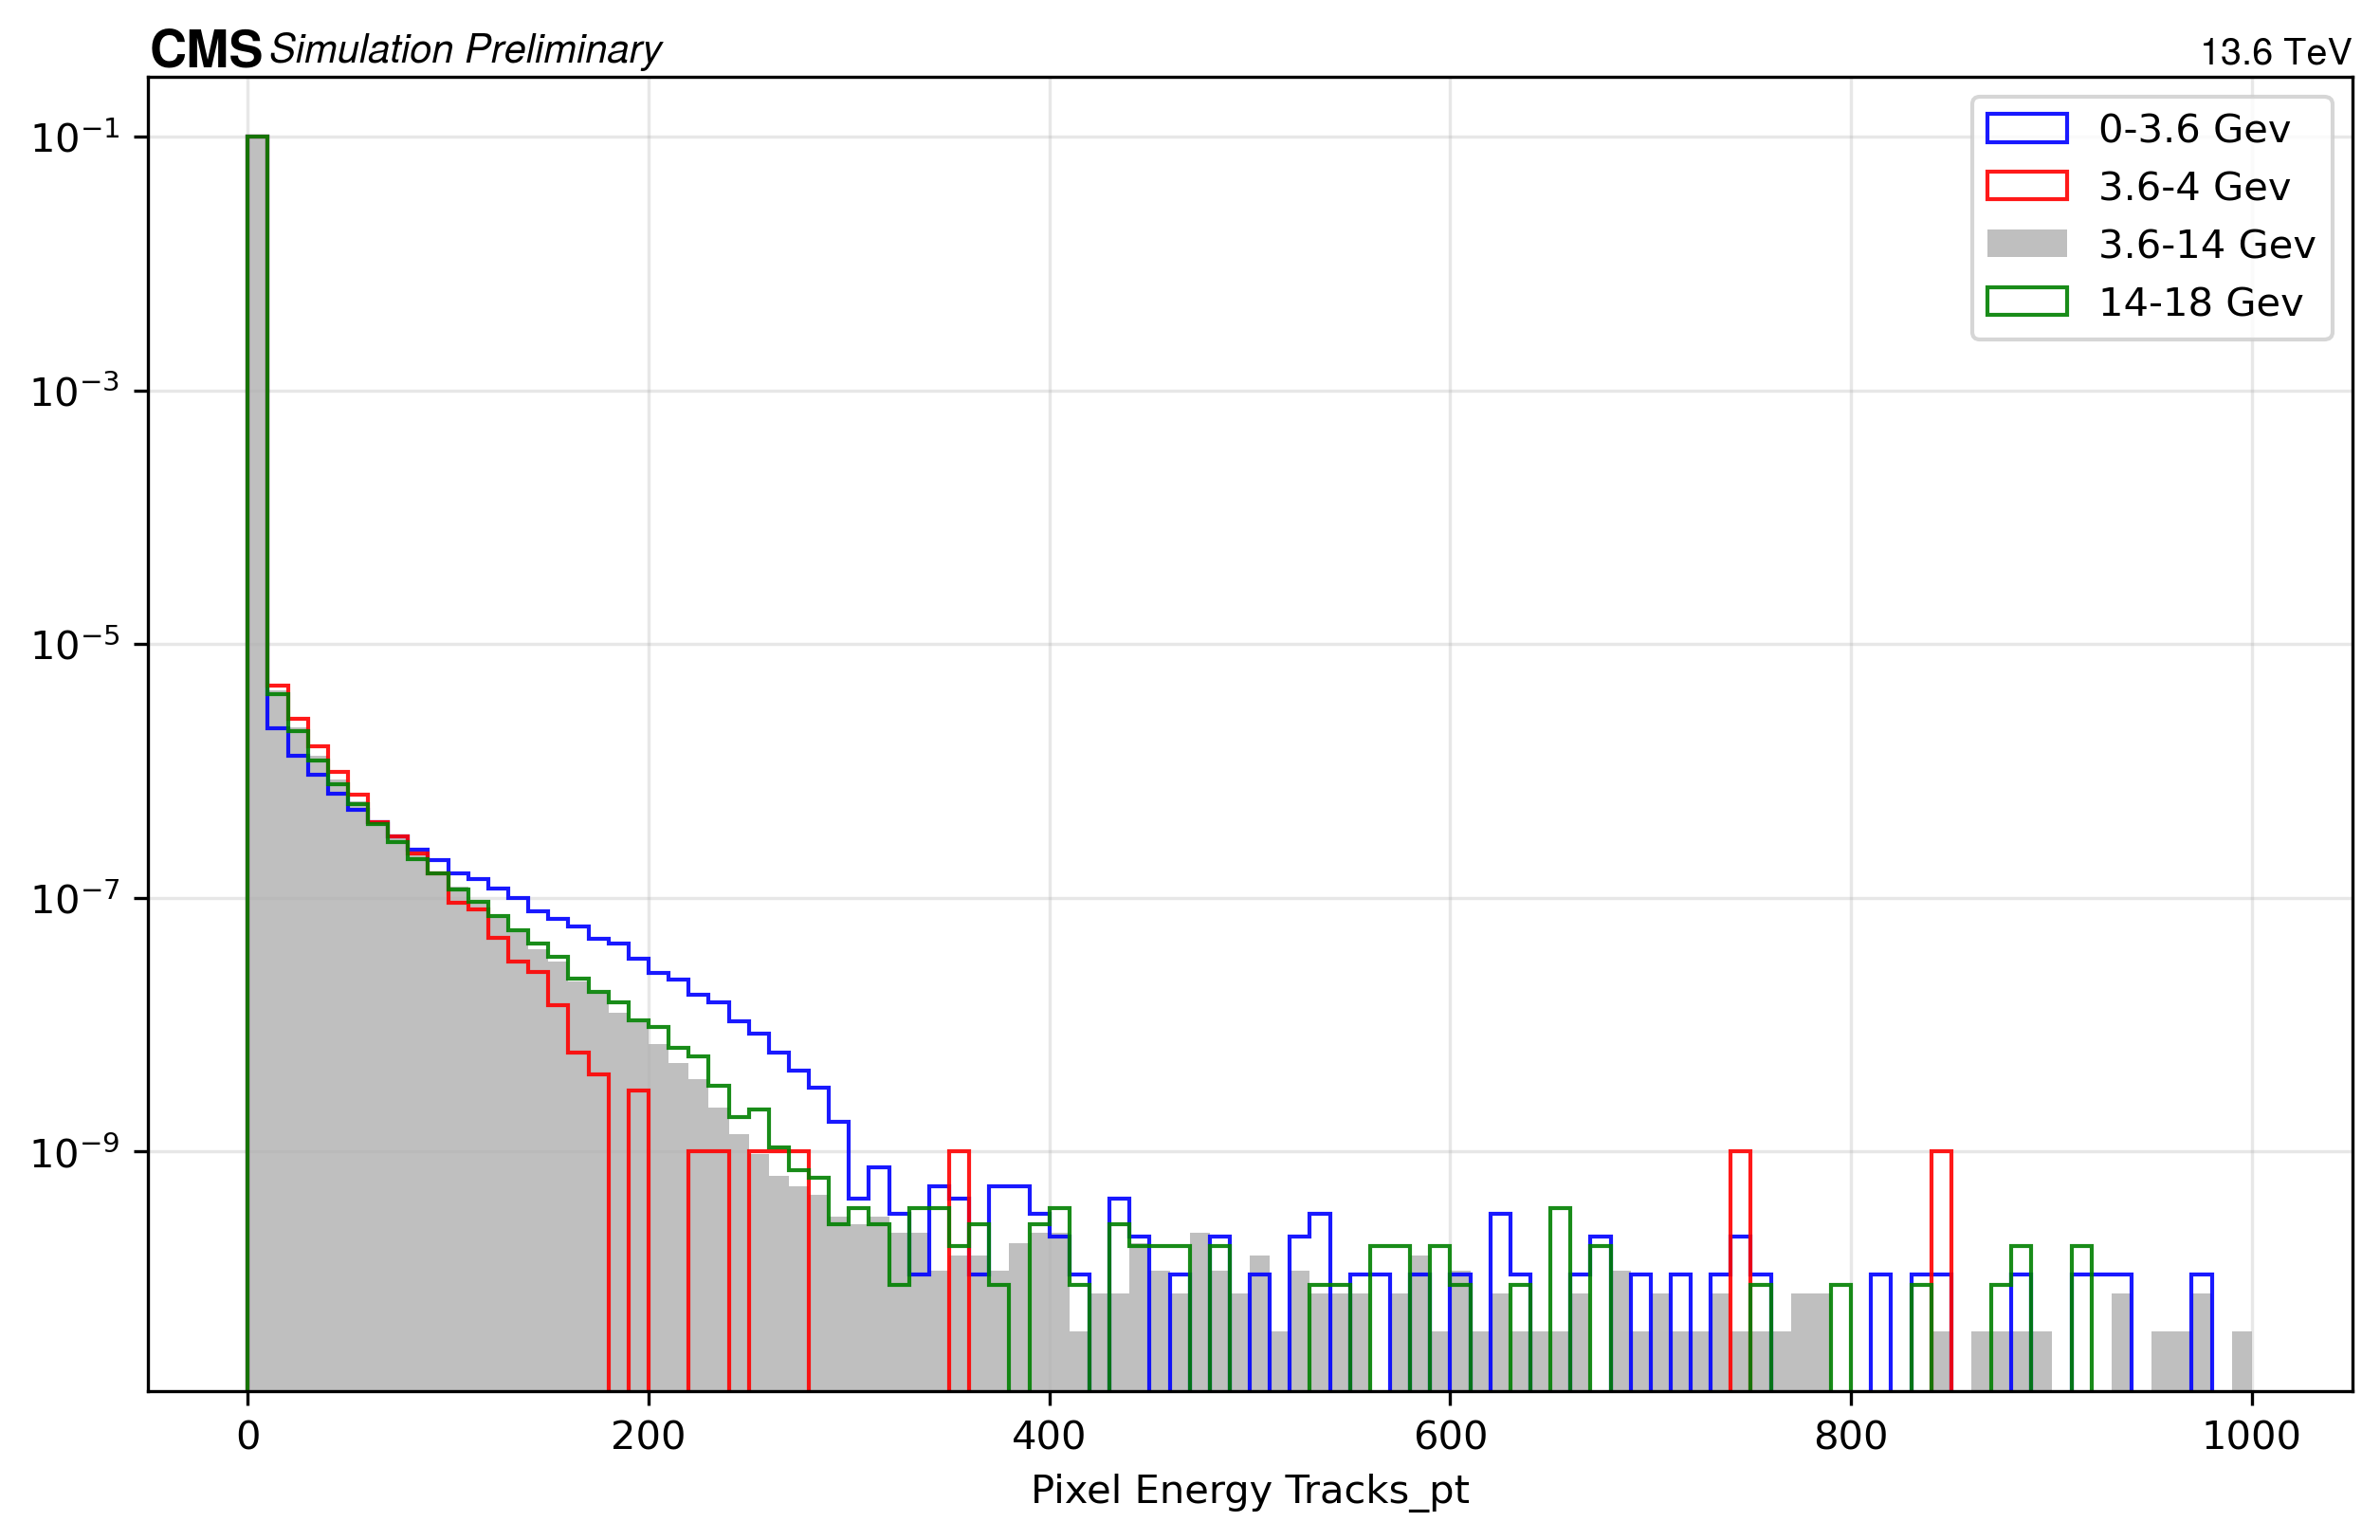 CMS Simulation Preliminary 13.6 TeV
0-3.6 Gev
3.6-4 Gev
3.6-14 Gev
14-18 Gev
10⁻¹
10⁻³
10⁻⁵
10⁻⁷
10⁻⁹
0 200 400 600 800 1000
Pixel Energy Tracks_pt